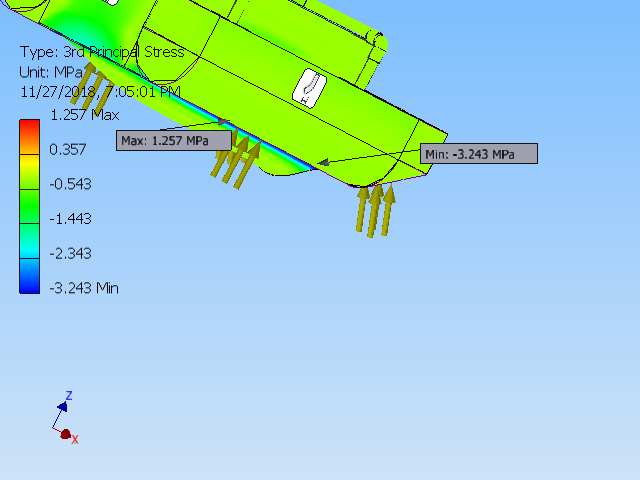 Type: 3rd Principal Stress
Unit: MPa
11/27/2018, 7:05:01 PM
1.257 Max
0.357
-0.543
-1.443
-2.343
-3.243 Min
Max: 1.257 MPa
Min: -3.243 MPa
Z
X